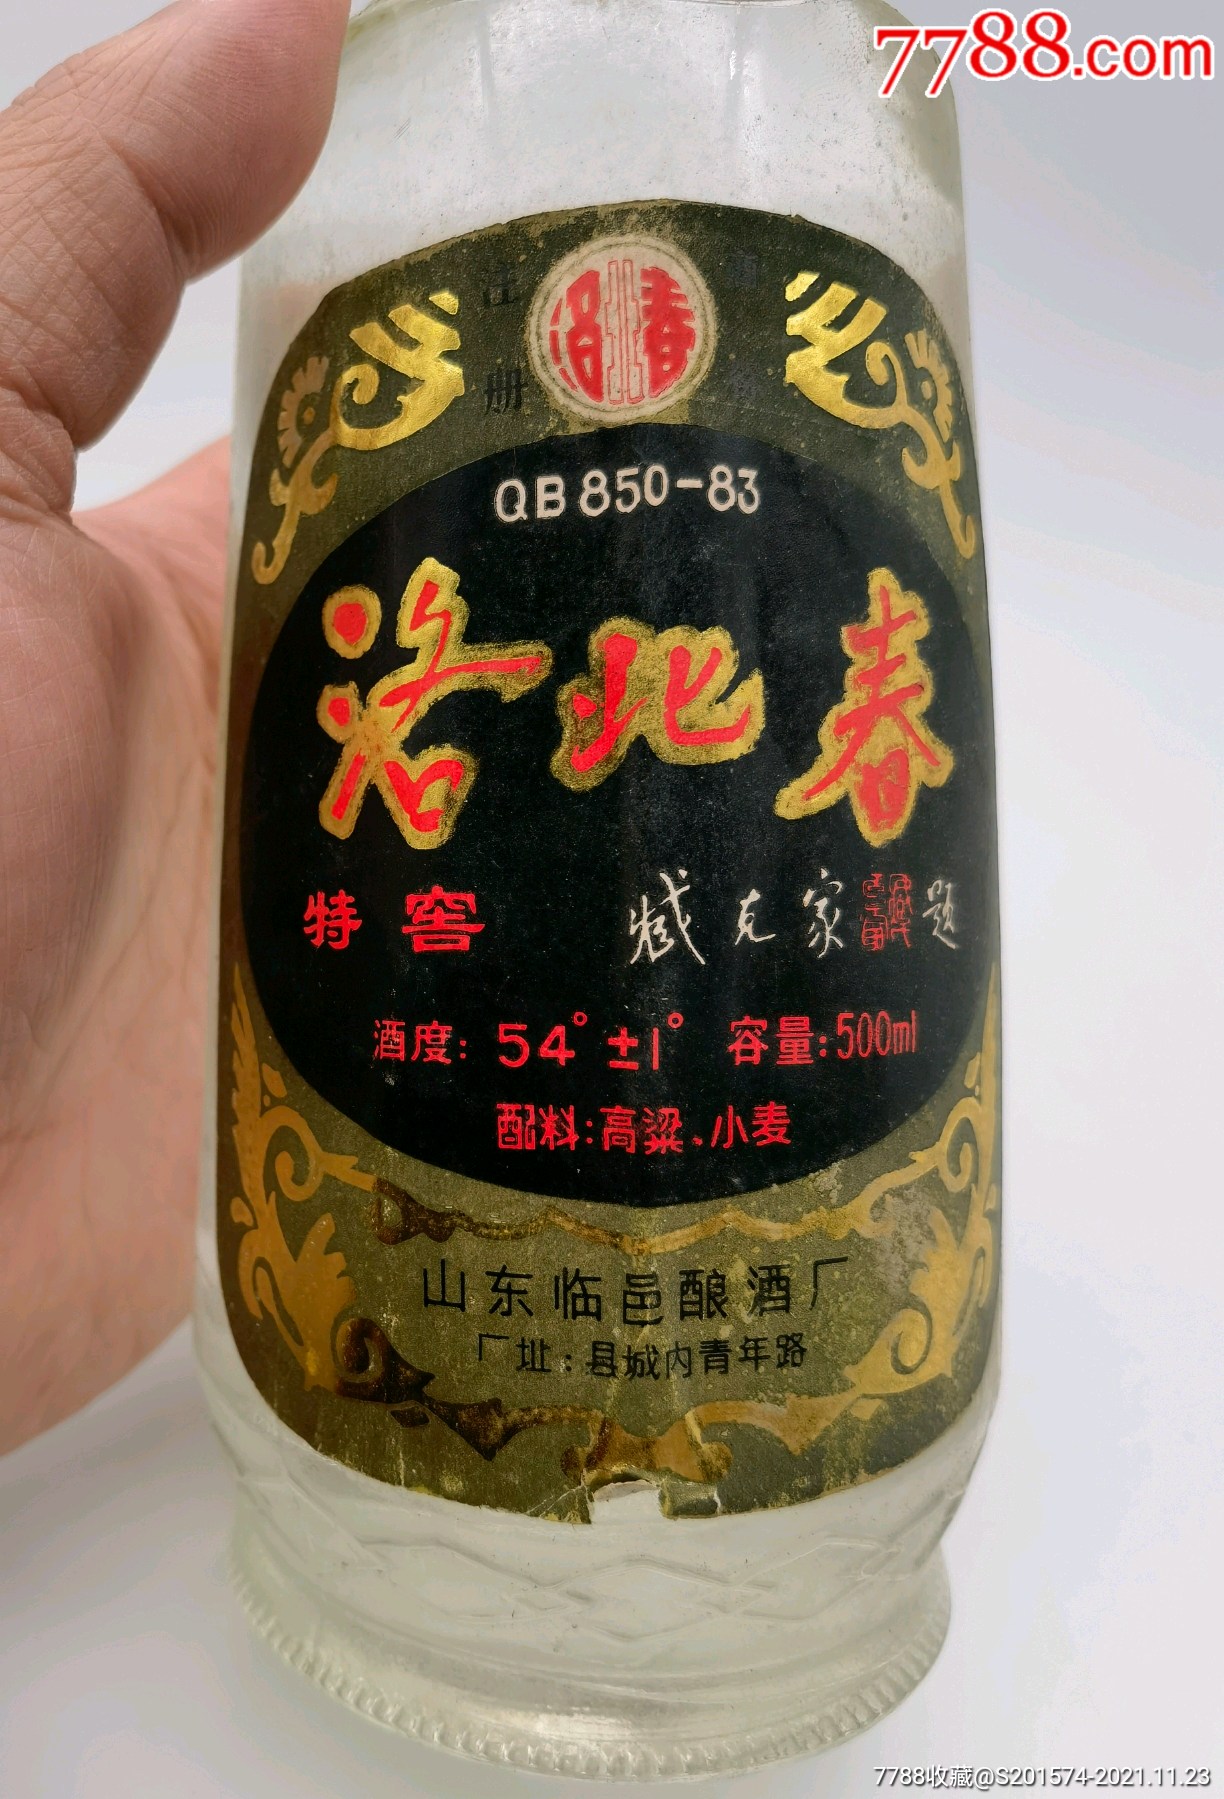 7788.com
注册
洛北春
QB850-83
洛北春
特窖 臧克家 题
酒度：54°±1° 容量：500ml
配料：高粱、小麦
山东临邑酿酒厂
厂址：县城内青年路
7788收藏@S201574-2021.11.23